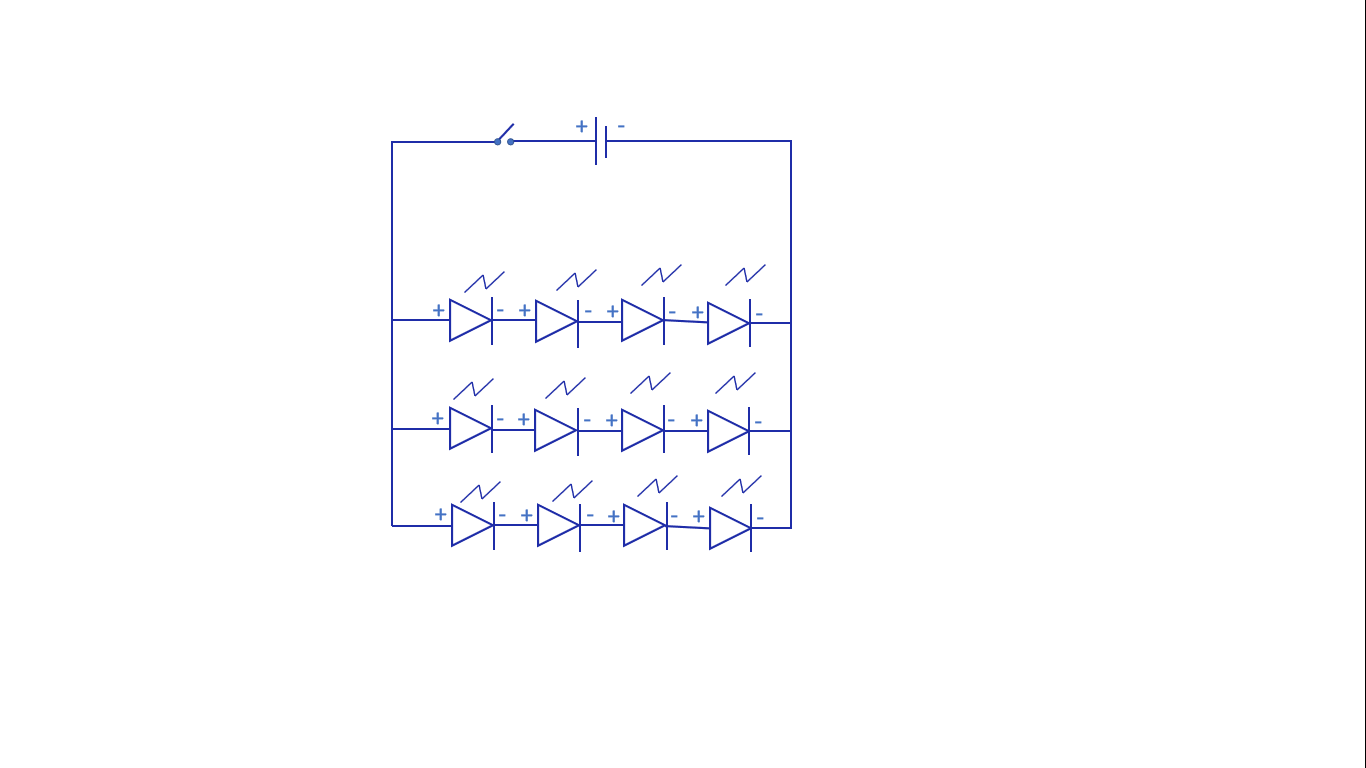 + -
+ - + - + - + -
+ - + - + - + -
+ - + - + - + -